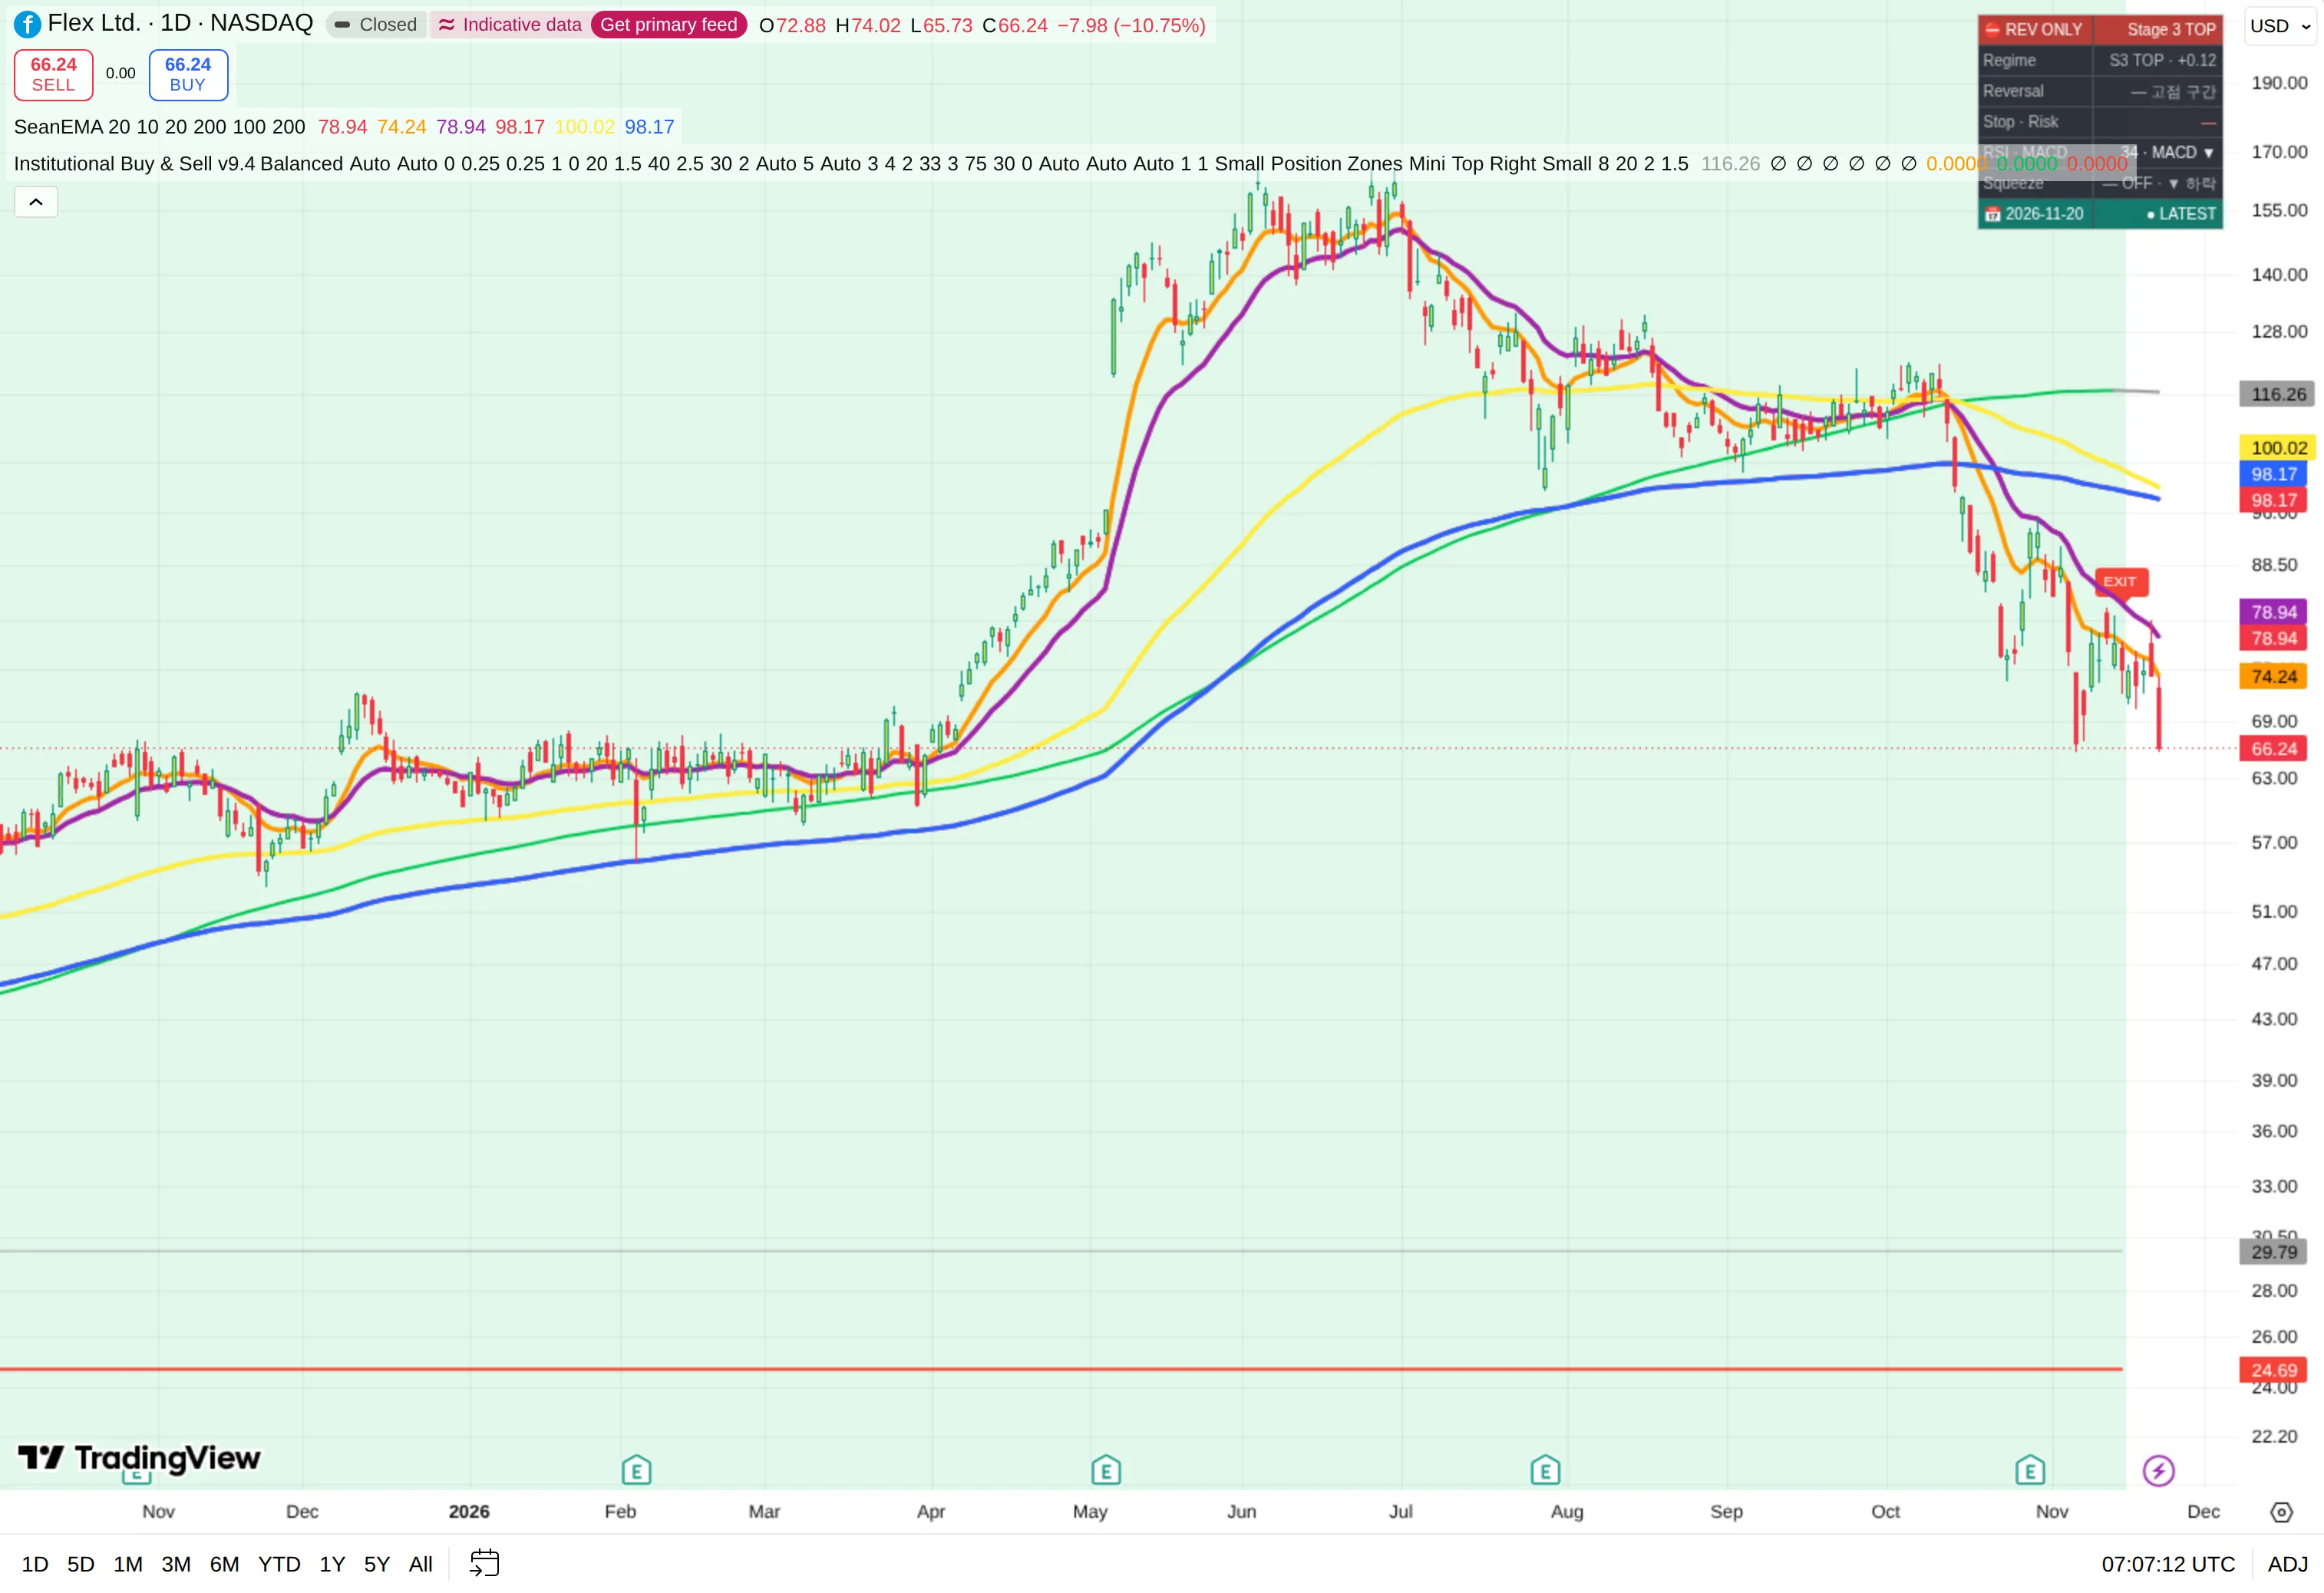 Flex Ltd. · 1D · NASDAQ Closed Indicative data Get primary feed O72.88 H74.02 L65.73 C66.24 −7.98 (−10.75%)
66.24 SELL 0.00 66.24 BUY
SeanEMA 20 10 20 200 100 200 78.94 74.24 78.94 98.17 100.02 98.17
Institutional Buy & Sell v9.4 Balanced Auto Auto 0 0.25 0.25 1 0 20 1.5 40 2.5 30 2 Auto 5 Auto 3 4 2 33 3 75 30 0 Auto Auto Auto 1 1 Small Position Zones Mini Top Right Small 8 20 2 1.5 116.26 ∅ ∅ ∅ ∅ ∅ ∅ 0.0000 0.0000 0.0000
REV ONLY Stage 3 TOP
Regime S3 TOP · +0.12
Reversal — 고점 구간
Stop · Risk —
RSI · MACD 34 · MACD ▼
Squeeze — OFF · ▼ 하락
2026-11-20 ● LATEST
USD
190.00
170.00
155.00
140.00
128.00
116.26
100.02
98.17
98.17
88.50
78.94
78.94
74.24
69.00
66.24
63.00
57.00
51.00
47.00
43.00
39.00
36.00
33.00
30.50
29.79
28.00
26.00
24.69
24.00
22.20
EXIT
TradingView
E E E E E
Nov Dec 2026 Feb Mar Apr May Jun Jul Aug Sep Oct Nov Dec
1D 5D 1M 3M 6M YTD 1Y 5Y All 07:07:12 UTC ADJ